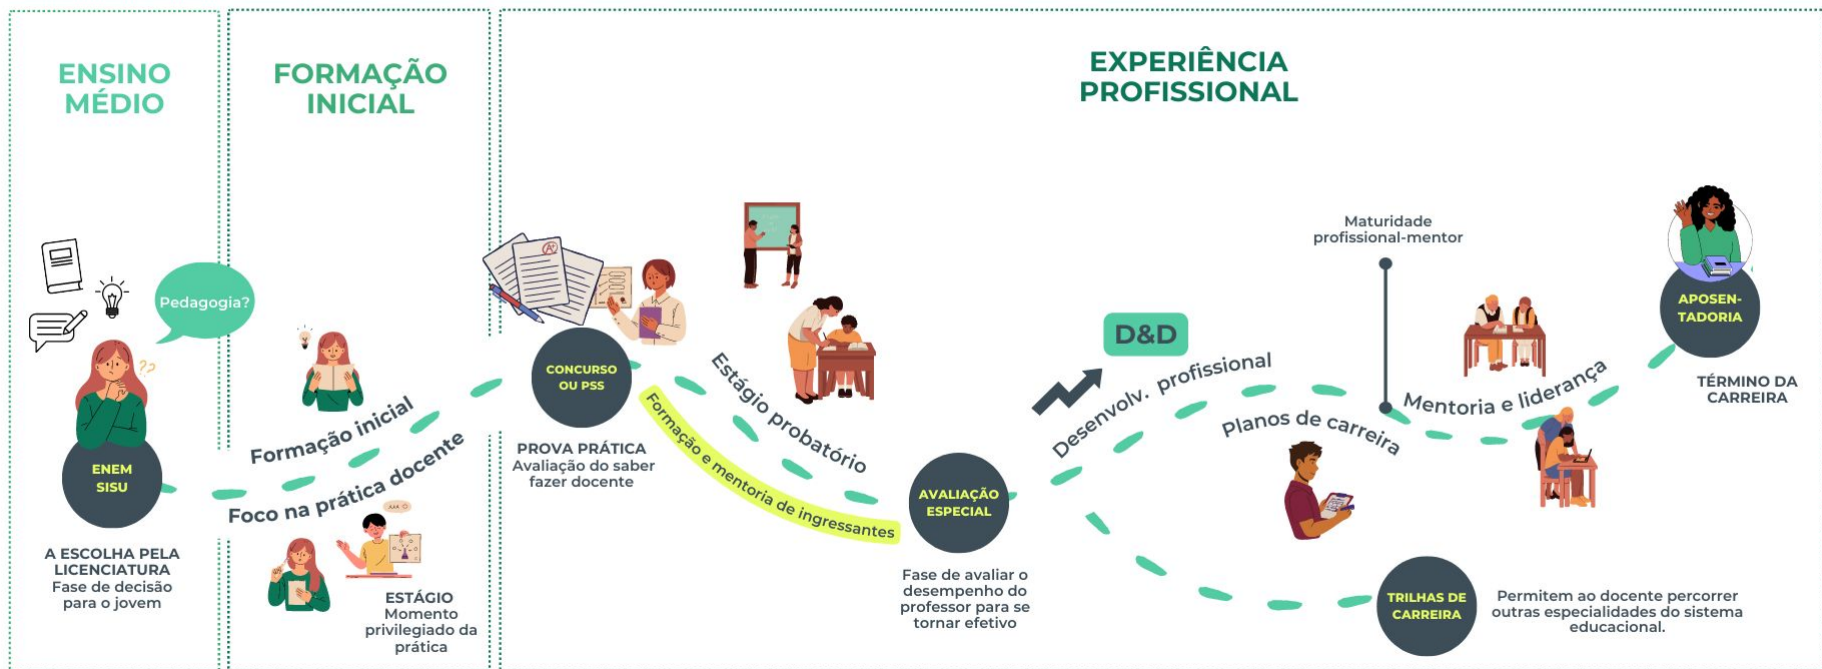 ENSINO
MÉDIO
Pedagogia?
ENEM
SISU
A ESCOLHA PELA
LICENCIATURA
Fase de decisão
para o jovem
FORMAÇÃO
INICIAL
Formação inicial
Foco na prática docente
ESTÁGIO
Momento
privilegiado da
prática
EXPERIÊNCIA
PROFISSIONAL
CONCURSO
OU PSS
PROVA PRÁTICA
Avaliação do saber
fazer docente
Estágio probatório
Formação e mentoria de ingressantes
AVALIAÇÃO
ESPECIAL
Fase de avaliar o
desempenho do
professor para se
tornar efetivo
D&D
Desenvolv. profissional
Planos de carreira
Maturidade
profissional-mentor
Mentoria e liderança
APOSEN-
TADORIA
TÉRMINO DA
CARREIRA
TRILHAS DE
CARREIRA
Permitem ao docente percorrer
outras especialidades do sistema
educacional.